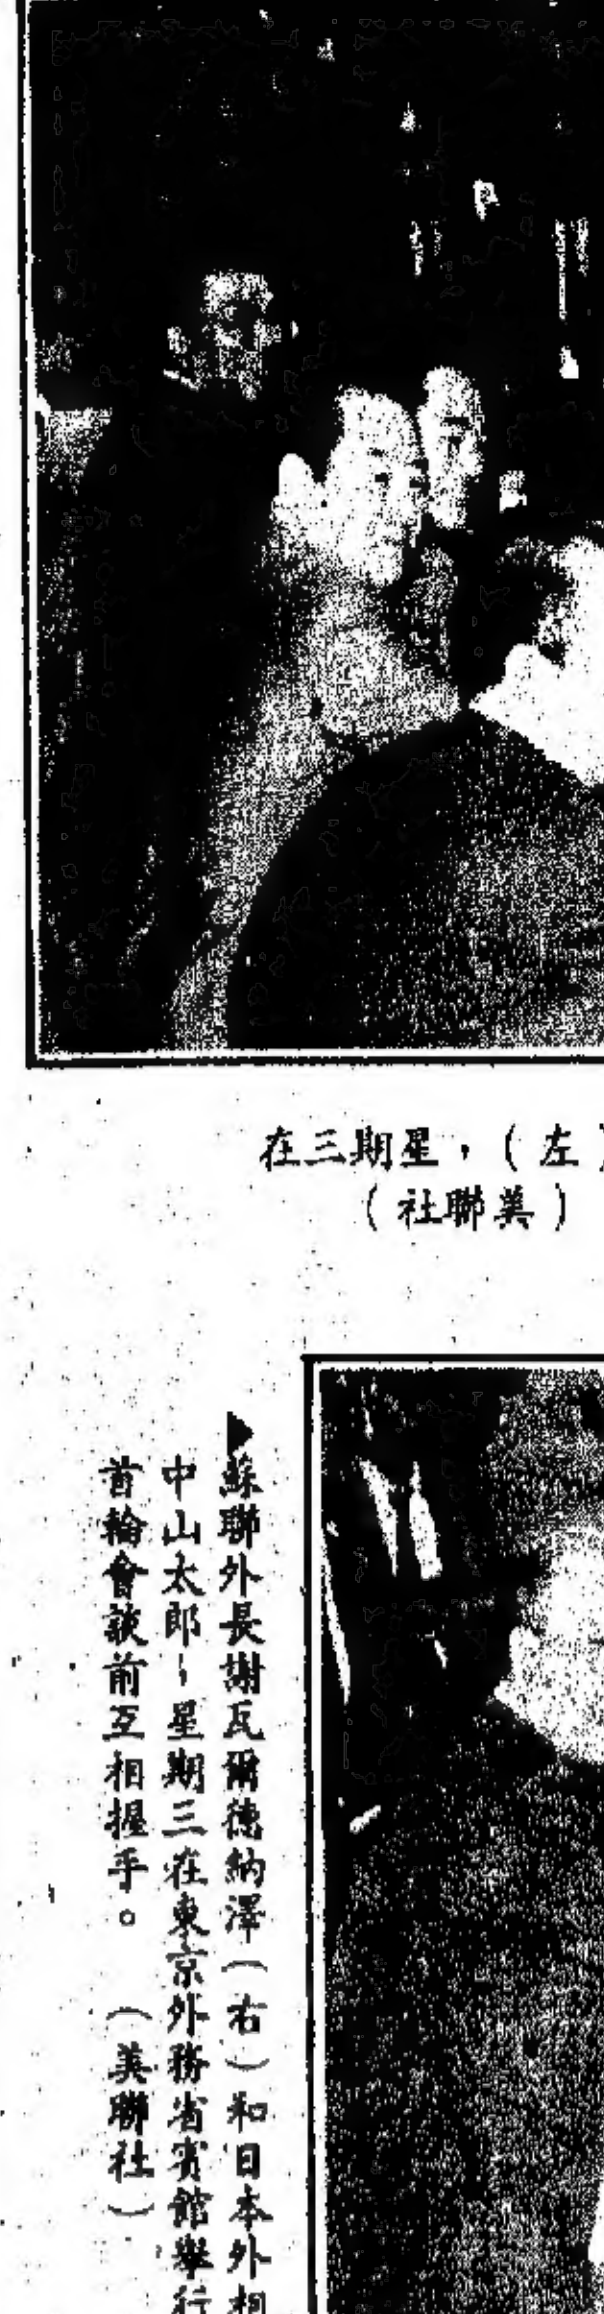 （左），星期三在
（美聯社）
▶蘇聯外長謝瓦爾德納澤（右）和日本外相
中山太郎，星期三在東京外務省賓館舉行
首輪會談前互相握手。（美聯社）